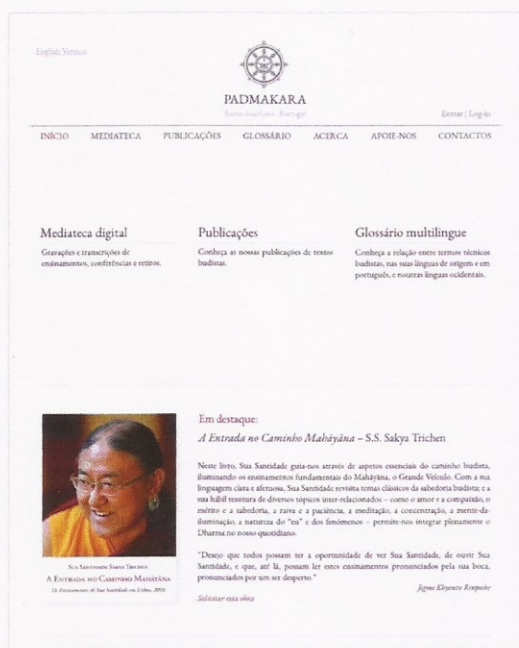 English Version
PADMAKARA
Entrar | Log-in
INÍCIO MEDIATECA PUBLICAÇÕES GLOSSÁRIO ACERCA APOIE-NOS CONTACTOS
Mediateca digital
Gravações e transcrições de
ensinamentos, conferências e retiros.
Publicações
Conheça as nossas publicações de textos
budistas.
Glossário multilingue
Conheça a relação entre termos técnicos
budistas, nas suas línguas de origem e em
português, e noutras línguas ocidentais.
SUA SANTIDADE SAKYA TRICHEN
A ENTRADA NO CAMINHO MAHĀYĀNA
Os Ensinamentos de Sua Santidade em Lisboa,
Em destaque:
A Entrada no Caminho Mahāyāna – S.S. Sakya Trichen
Neste livro, Sua Santidade guia-nos através de aspetos essenciais do caminho budista,
iluminando os ensinamentos fundamentais do Mahāyāna, o Grande Veículo. Com a sua
linguagem clara e afetuosa, Sua Santidade revisita temas clássicos da sabedoria budista; e a
sua hábil tessitura de diversos tópicos inter-relacionados – como o amor e a compaixão, o
mérito e a sabedoria, a raiva e a paciência, a meditação, a concentração, a mente-da-
iluminação, a natureza do "eu" e dos fenómenos – permite-nos integrar plenamente o
Dharma no nosso quotidiano.
"Desejo que todos possam ter a oportunidade de ver Sua Santidade, de ouvir Sua
Santidade, e que, até lá, possam ler estes ensinamentos pronunciados pela sua boca,
pronunciados por um ser desperto."
Jigme Khyentse Rinpoche
Solicitar esta obra